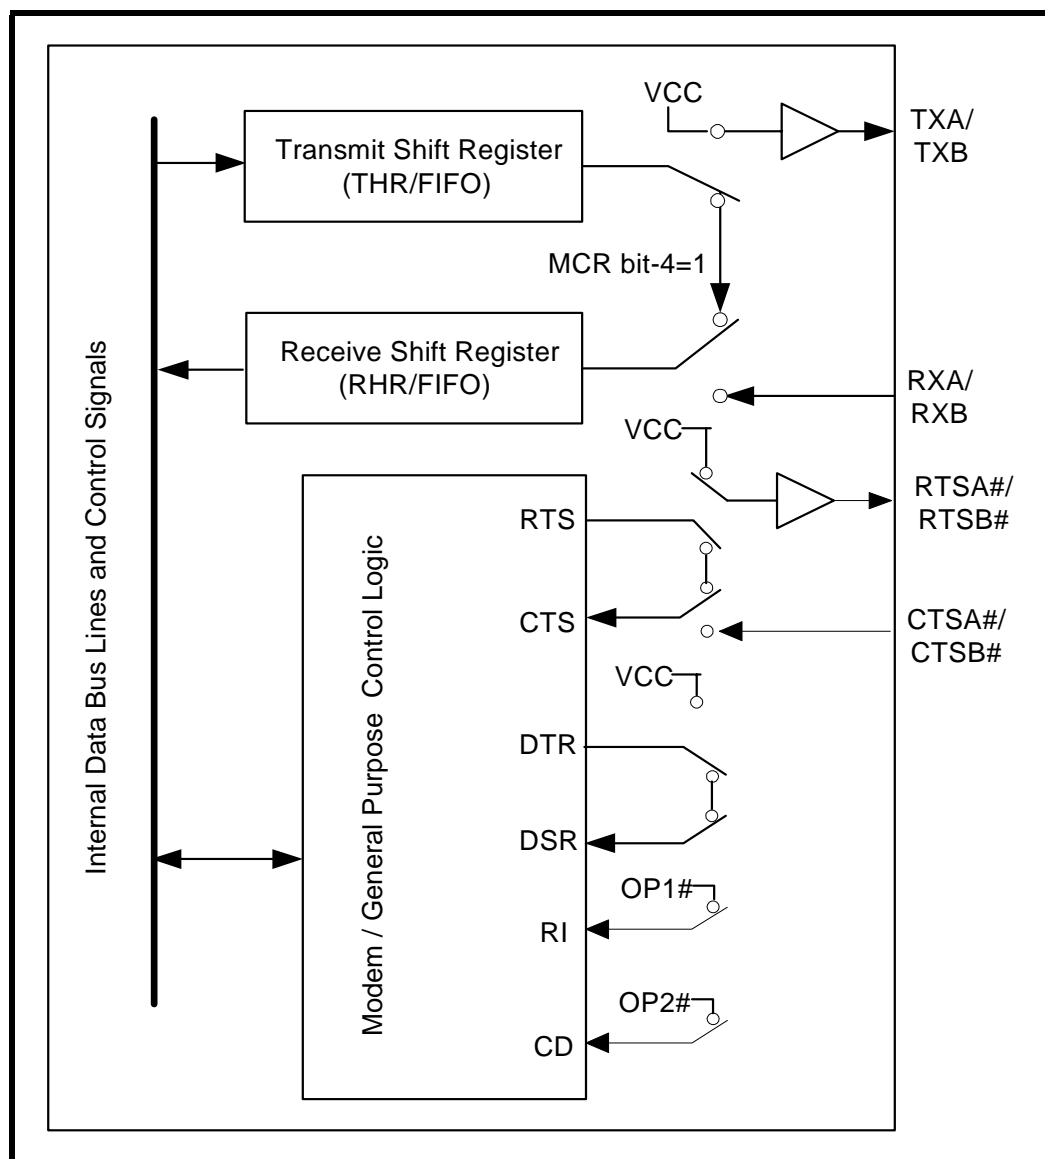 VCC
TXA/
TXB
Transmit Shift Register
(THR/FIFO)
MCR bit-4=1
Receive Shift Register
(RHR/FIFO)
RXA/
RXB
VCC
RTSA#/
RTSB#
RTS
CTS
CTSA#/
CTSB#
VCC
DTR
DSR
OP1#
RI
OP2#
CD
Internal Data Bus Lines and Control Signals
Modem / General Purpose Control Logic